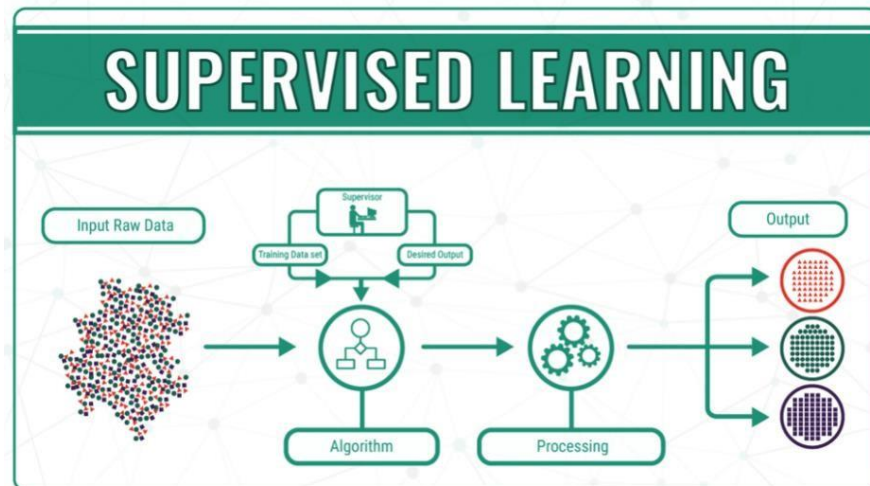 SUPERVISED LEARNING
Input Raw Data
Supervisor
Training Data set
Desired Output
Algorithm
Processing
Output